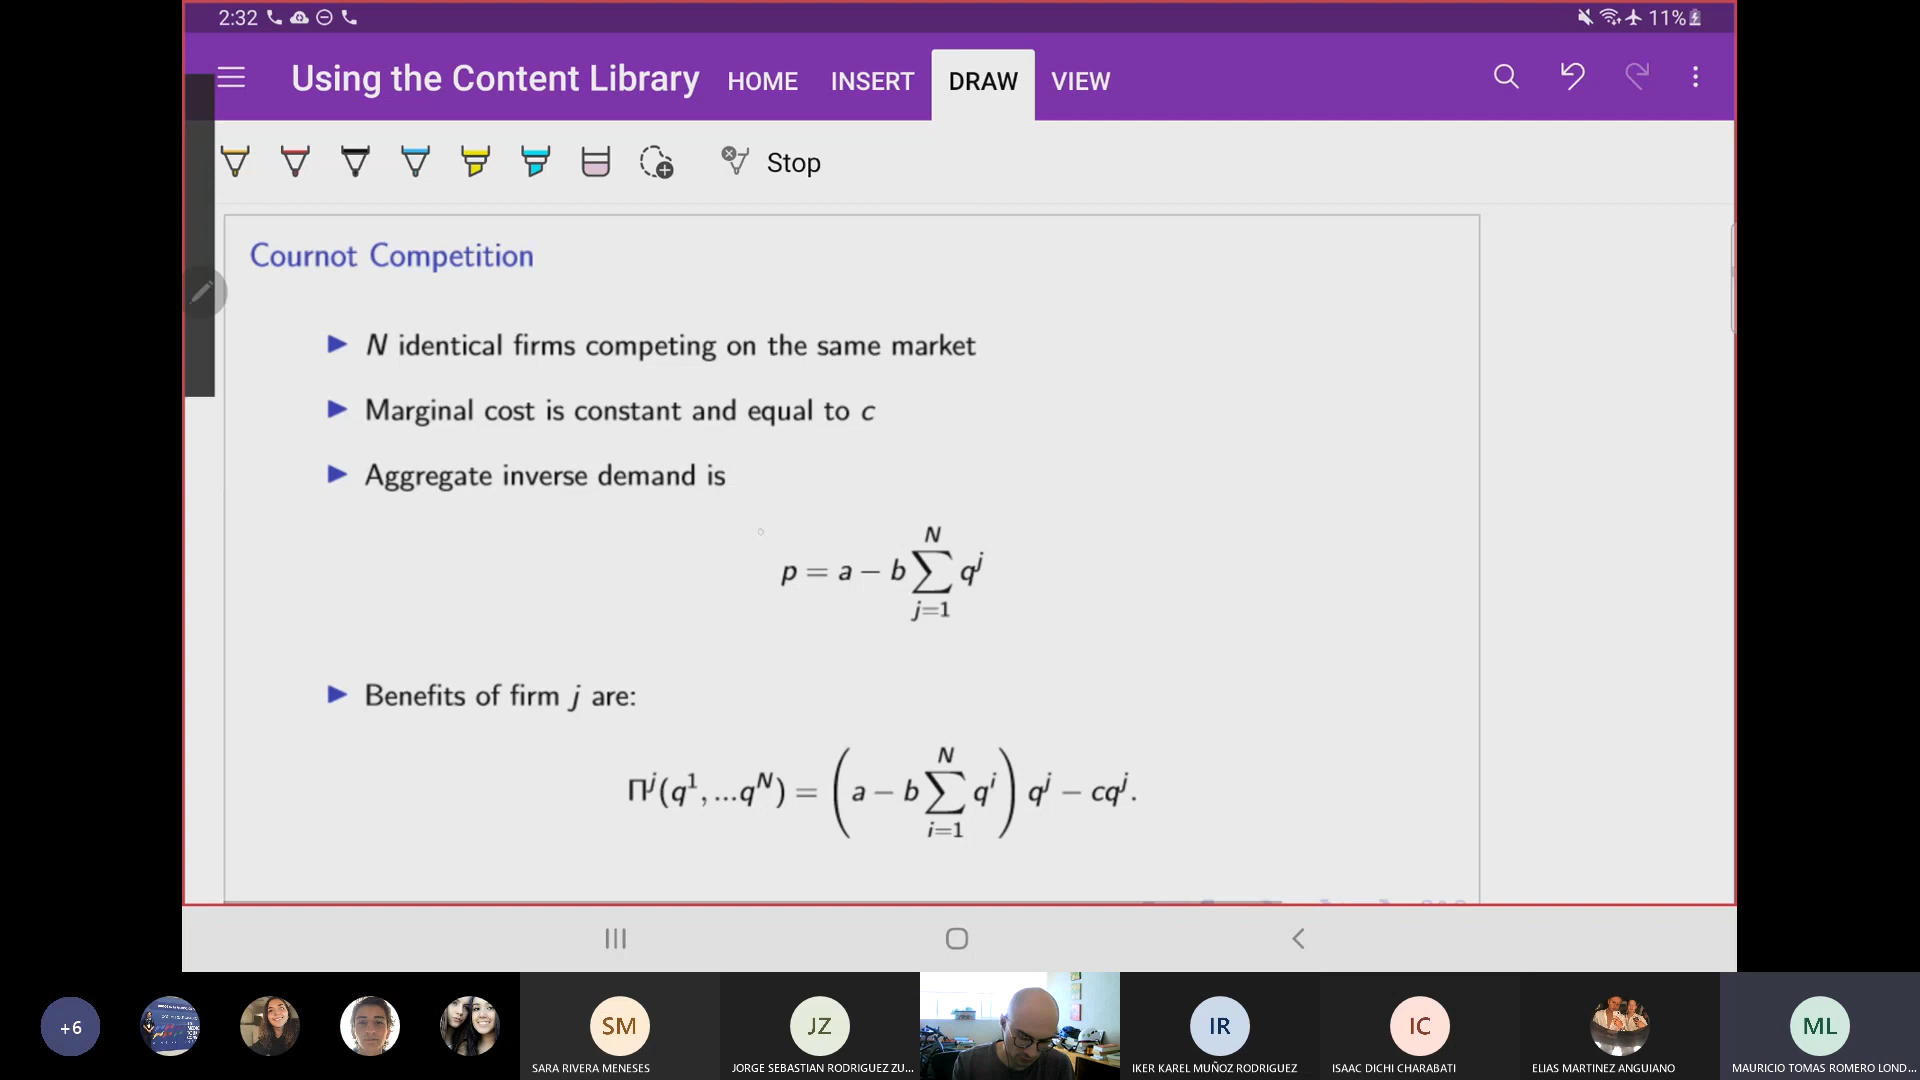 2:32 11%
Using the Content Library HOME INSERT DRAW VIEW
Stop
Cournot Competition
▶ N identical firms competing on the same market
▶ Marginal cost is constant and equal to c
▶ Aggregate inverse demand is
p = a − b ∑_{j=1}^{N} q^j
▶ Benefits of firm j are:
Π^j(q^1, ...q^N) = (a − b ∑_{i=1}^{N} q^i) q^j − cq^j.
+6 SM JZ IR IC ML
SARA RIVERA MENESES JORGE SEBASTIAN RODRIGUEZ ZU... IKER KAREL MUÑOZ RODRIGUEZ ISAAC DICHI CHARABATI ELIAS MARTINEZ ANGUIANO MAURICIO TOMAS ROMERO LOND...